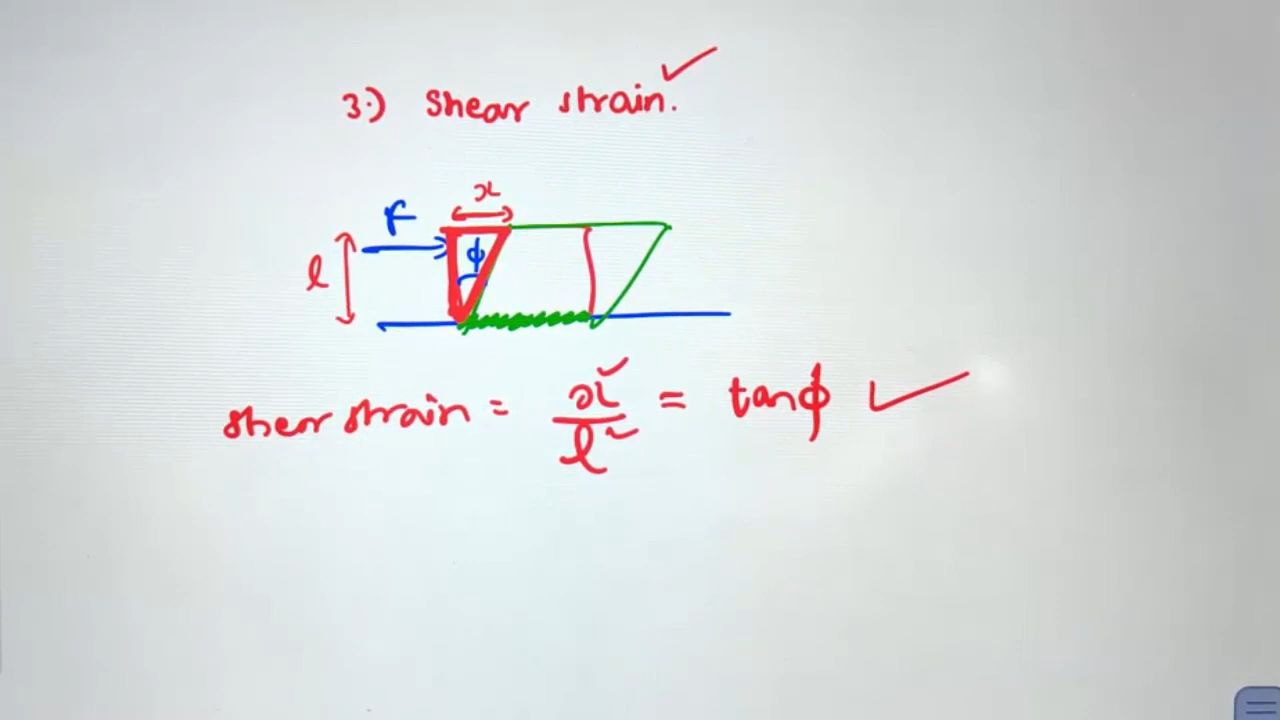 3.) Shear strain.
x
F
l
ϕ
shear strain = x/l = tanϕ